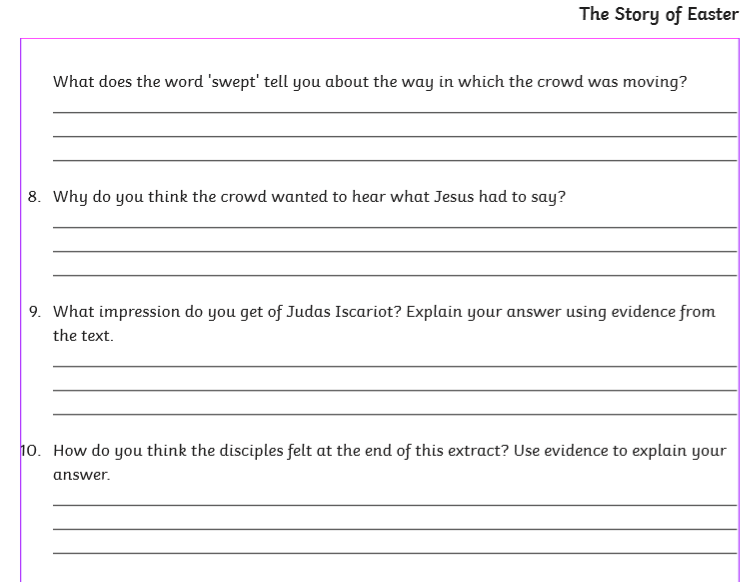 The Story of Easter
What does the word 'swept' tell you about the way in which the crowd was moving?
8. Why do you think the crowd wanted to hear what Jesus had to say?
9. What impression do you get of Judas Iscariot? Explain your answer using evidence from
the text.
10. How do you think the disciples felt at the end of this extract? Use evidence to explain your
answer.